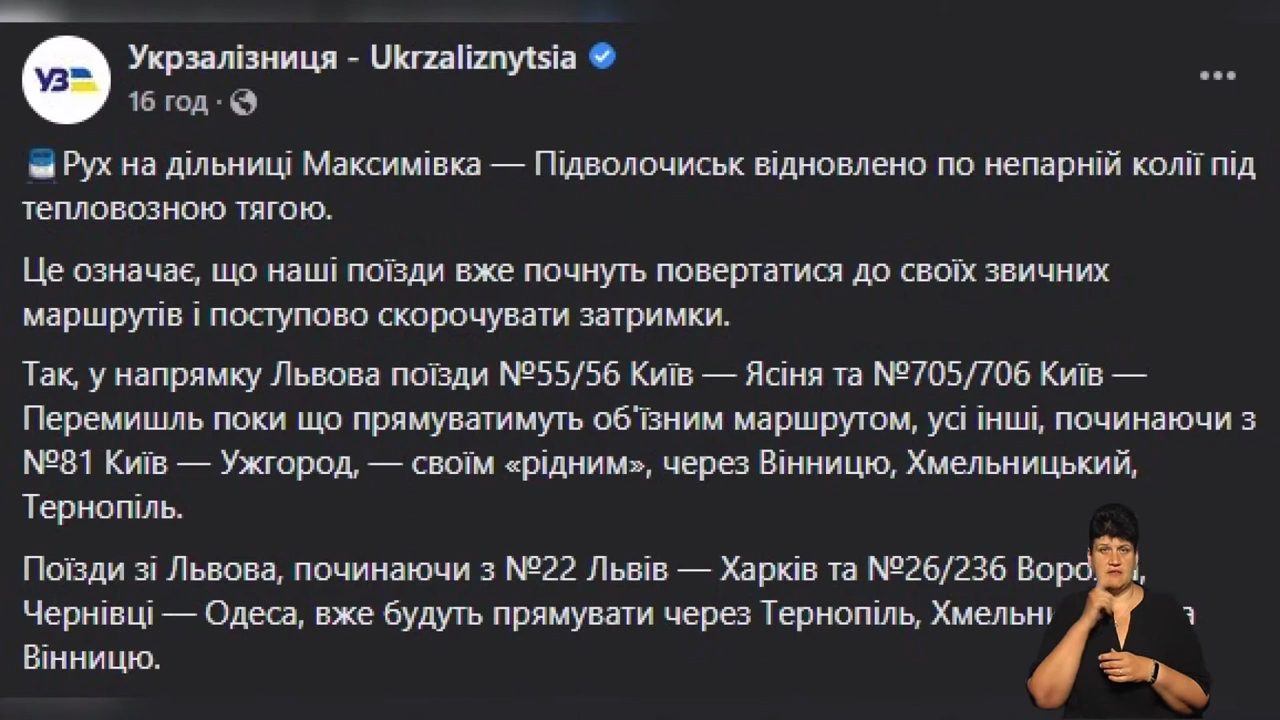 УЗ
Укрзалізниця - Ukrzaliznytsia
16 год ·
Рух на дільниці Максимівка — Підволочиськ відновлено по непарній колії під
тепловозною тягою.
Це означає, що наші поїзди вже почнуть повертатися до своїх звичних
маршрутів і поступово скорочувати затримки.
Так, у напрямку Львова поїзди №55/56 Київ — Ясіня та №705/706 Київ —
Перемишль поки що прямуватимуть об'їзним маршрутом, усі інші, починаючи з
№81 Київ — Ужгород, — своїм «рідним», через Вінницю, Хмельницький,
Тернопіль.
Поїзди зі Львова, починаючи з №22 Львів — Харків та №26/236
Чернівці — Одеса, вже будуть прямувати через Тернопіль,
Вінницю.